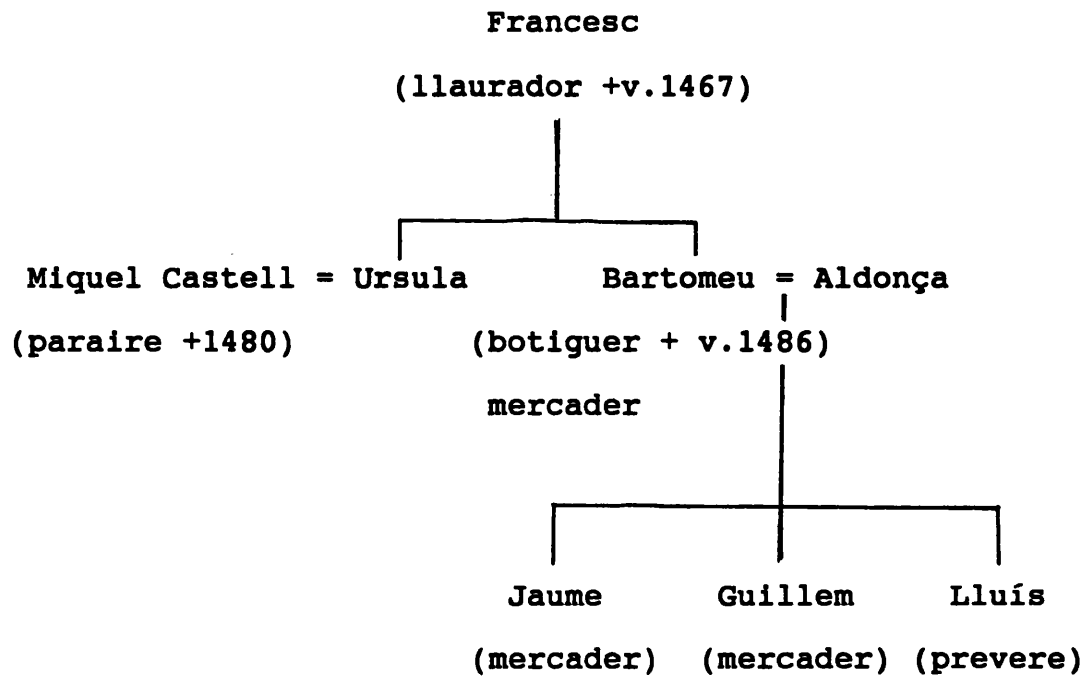 Francesc
(llaurador +v.1467)
Miquel Castell = Ursula Bartomeu = Aldonça
(paraire +1480) (botiguer + v.1486)
mercader
Jaume Guillem Lluís
(mercader) (mercader) (prevere)